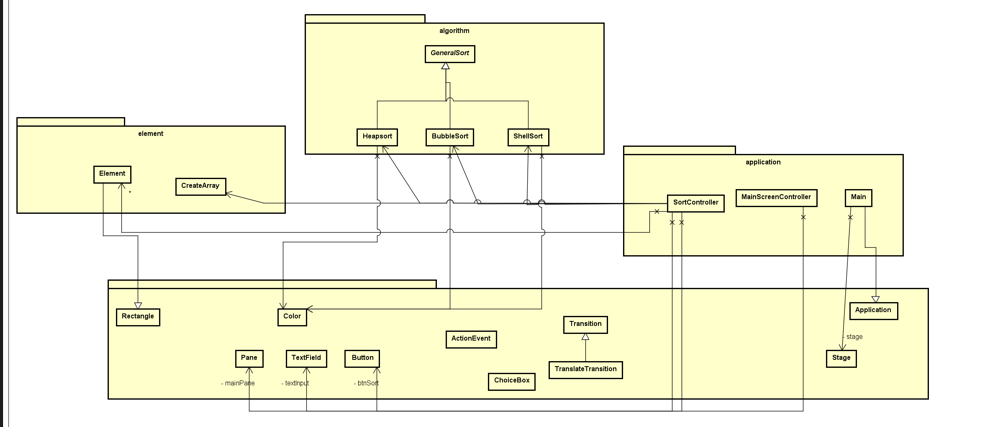 algorithm
GeneralSort
Heapsort
BubbleSort
ShellSort
element
Element
*
CreateArray
application
SortController
MainScreenController
Main
Rectangle
Color
Application
Transition
ActionEvent
- stage
Pane
TextField
Button
Stage
TranslateTransition
ChoiceBox
- mainPane
- textInput
- btnSort